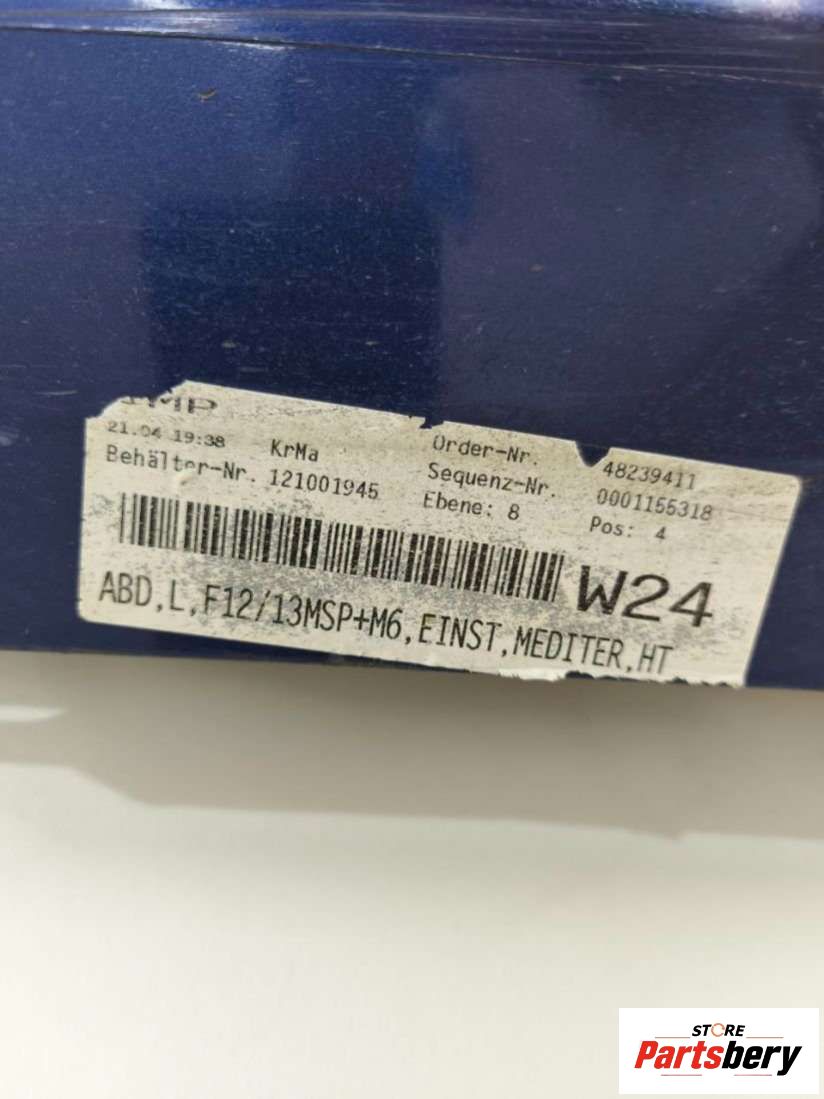 21.04 19:38 KrMa Order-Nr. 48239411
Behälter-Nr. 121001945 Sequenz-Nr. 0001155318
Ebene: 8 Pos: 4
W24
ABD,L,F12/13MSP+M6,EINST,MEDITER,HT
STORE
Partsbery